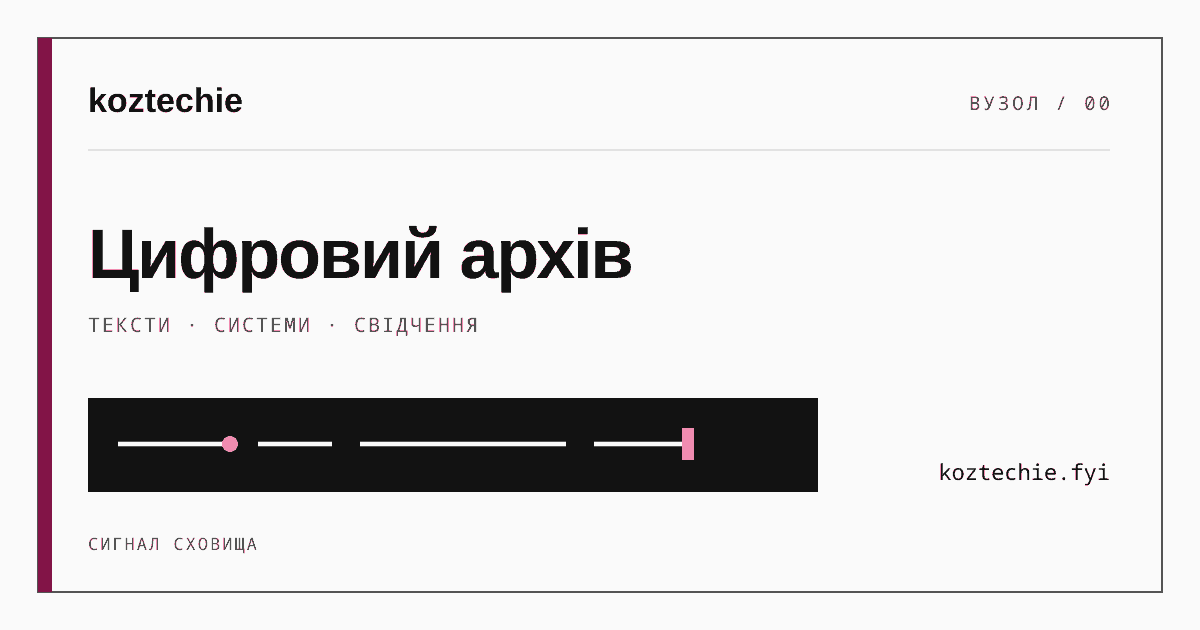 koztechie
ВУЗОЛ / 00
Цифровий архів
ТЕКСТИ · СИСТЕМИ · СВІДЧЕННЯ
koztechie.fyi
СИГНАЛ СХОВИЩА